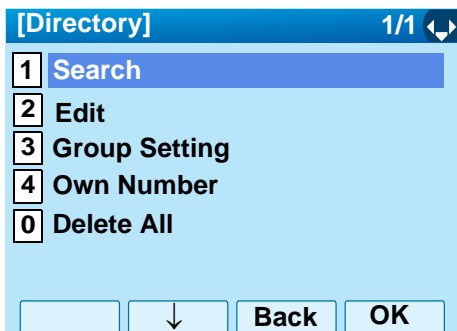 [Directory] 1/1
1 Search
2 Edit
3 Group Setting
4 Own Number
0 Delete All
↓ Back OK